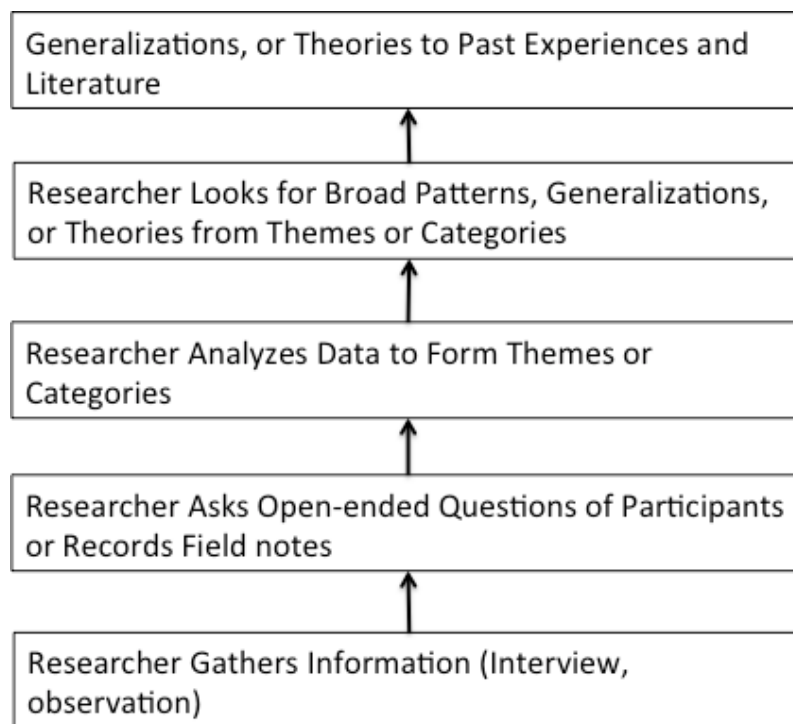 Generalizations, or Theories to Past Experiences and
Literature
Researcher Looks for Broad Patterns, Generalizations,
or Theories from Themes or Categories
Researcher Analyzes Data to Form Themes or
Categories
Researcher Asks Open-ended Questions of Participants
or Records Field notes
Researcher Gathers Information (Interview,
observation)